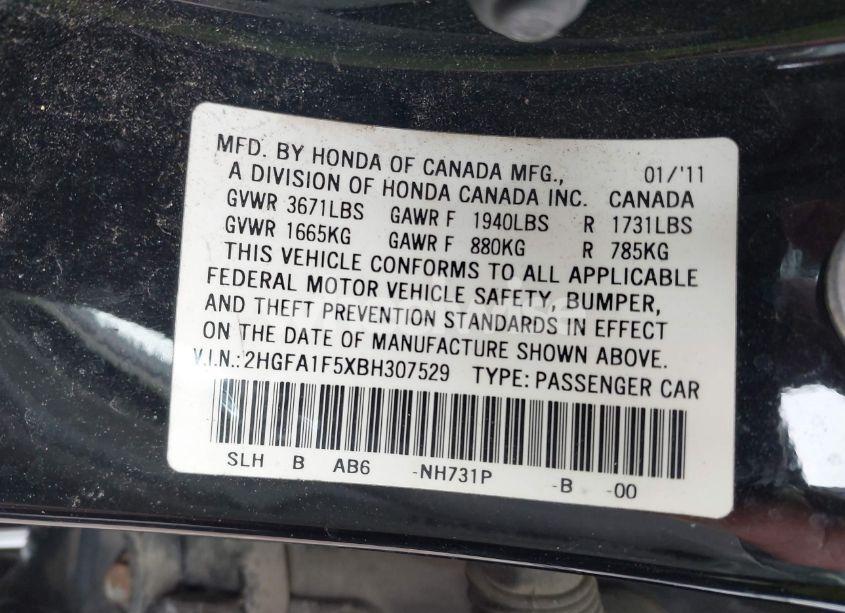 MFD. BY HONDA OF CANADA MFG., 01/'11
A DIVISION OF HONDA CANADA INC. CANADA
GVWR 3671LBS GAWR F 1940LBS R 1731LBS
GVWR 1665KG GAWR F 880KG R 785KG
THIS VEHICLE CONFORMS TO ALL APPLICABLE
FEDERAL MOTOR VEHICLE SAFETY, BUMPER,
AND THEFT PREVENTION STANDARDS IN EFFECT
ON THE DATE OF MANUFACTURE SHOWN ABOVE.
V.I.N.:2HGFA1F5XBH307529 TYPE:PASSENGER CAR
SLH B AB6 -NH731P -B -00